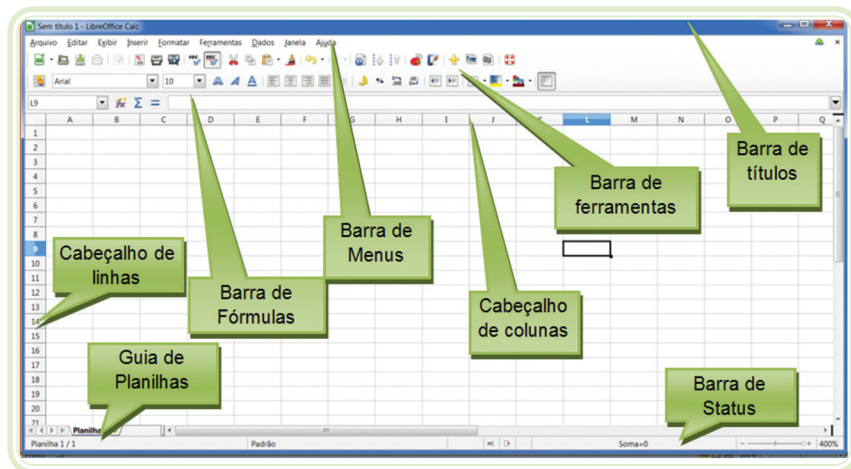 Sem título 1 - LibreOffice Calc
Arquivo Editar Exibir Inserir Formatar Ferramentas Dados Janela Ajuda
Arial 10
L9
A B C D E F G H I J K L M N O P Q
1
2
3
4
5
6
7
8
9
10
11
12
13
14
15
16
17
18
19
20
21
Barra de
títulos
Barra de
ferramentas
Barra de
Menus
Cabeçalho de
linhas
Barra de
Fórmulas
Cabeçalho
de colunas
Guia de
Planilhas
Barra de
Status
Planilha 1 / 1 Padrão Soma=0 400%